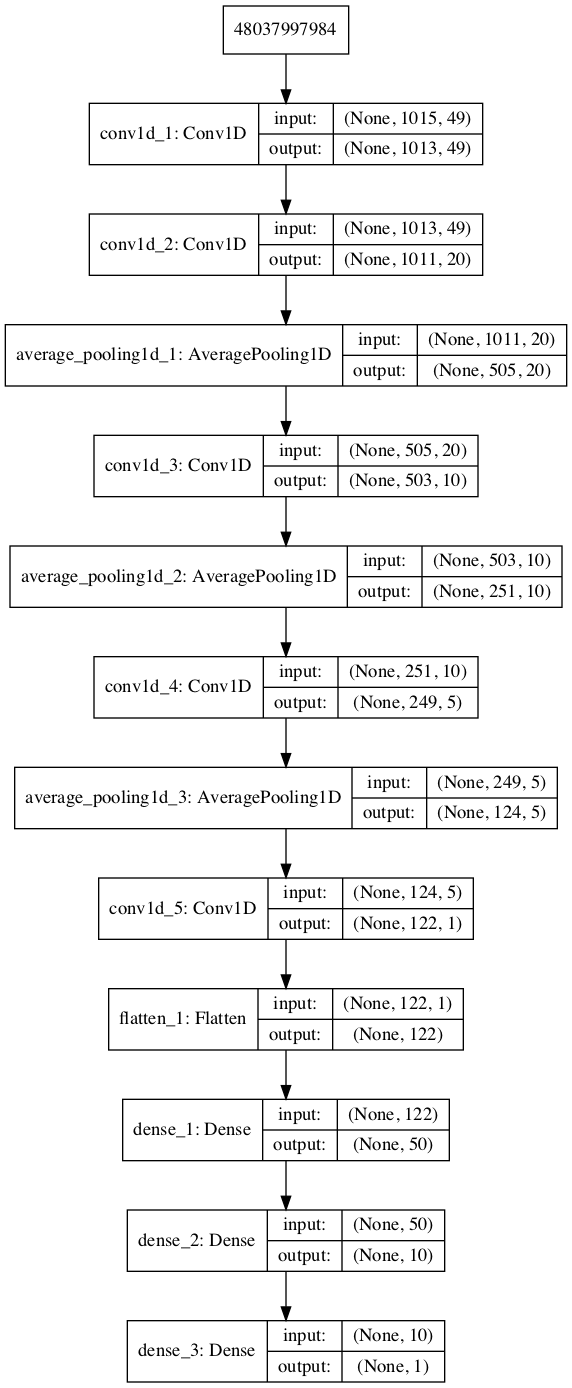 48037997984
conv1d_1: Conv1D
input: (None, 1015, 49)
output: (None, 1013, 49)
conv1d_2: Conv1D
input: (None, 1013, 49)
output: (None, 1011, 20)
average_pooling1d_1: AveragePooling1D
input: (None, 1011, 20)
output: (None, 505, 20)
conv1d_3: Conv1D
input: (None, 505, 20)
output: (None, 503, 10)
average_pooling1d_2: AveragePooling1D
input: (None, 503, 10)
output: (None, 251, 10)
conv1d_4: Conv1D
input: (None, 251, 10)
output: (None, 249, 5)
average_pooling1d_3: AveragePooling1D
input: (None, 249, 5)
output: (None, 124, 5)
conv1d_5: Conv1D
input: (None, 124, 5)
output: (None, 122, 1)
flatten_1: Flatten
input: (None, 122, 1)
output: (None, 122)
dense_1: Dense
input: (None, 122)
output: (None, 50)
dense_2: Dense
input: (None, 50)
output: (None, 10)
dense_3: Dense
input: (None, 10)
output: (None, 1)